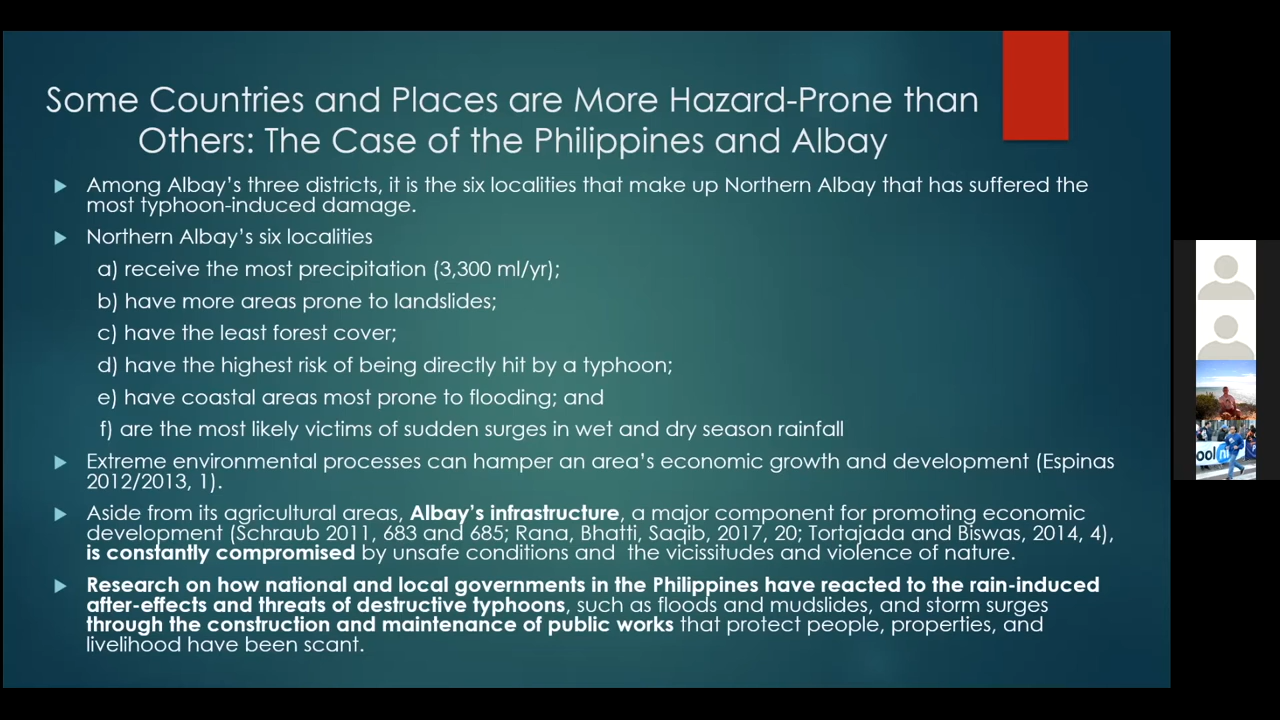 Some Countries and Places are More Hazard-Prone than
Others: The Case of the Philippines and Albay
Among Albay's three districts, it is the six localities that make up Northern Albay that has suffered the
most typhoon-induced damage.
Northern Albay's six localities
a) receive the most precipitation (3,300 ml/yr);
b) have more areas prone to landslides;
c) have the least forest cover;
d) have the highest risk of being directly hit by a typhoon;
e) have coastal areas most prone to flooding; and
f) are the most likely victims of sudden surges in wet and dry season rainfall
Extreme environmental processes can hamper an area's economic growth and development (Espinas
2012/2013, 1).
Aside from its agricultural areas, Albay's infrastructure, a major component for promoting economic
development (Schraub 2011, 683 and 685; Rana, Bhatti, Saqib, 2017, 20; Tortajada and Biswas, 2014, 4),
is constantly compromised by unsafe conditions and the vicissitudes and violence of nature.
Research on how national and local governments in the Philippines have reacted to the rain-induced
after-effects and threats of destructive typhoons, such as floods and mudslides, and storm surges
through the construction and maintenance of public works that protect people, properties, and
livelihood have been scant.